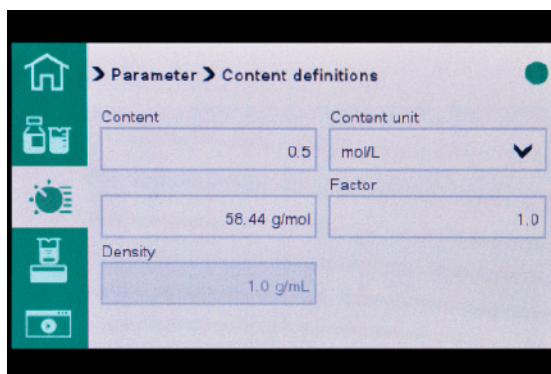 ❯ Parameter ❯ Content definitions
Content
Content unit
0.5
mol/L
Factor
58.44 g/mol
1.0
Density
1.0 g/mL